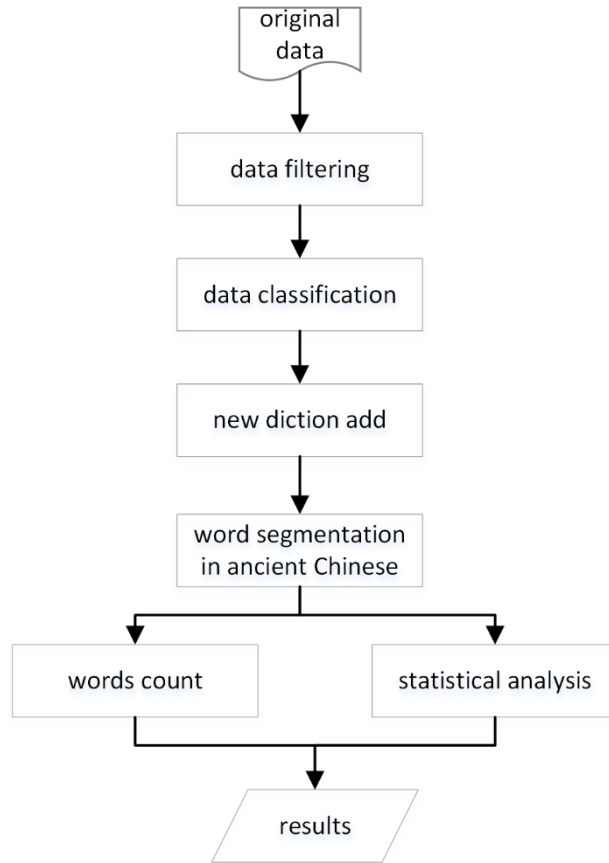 original
data
data filtering
data classification
new diction add
word segmentation
in ancient Chinese
words count
statistical analysis
results